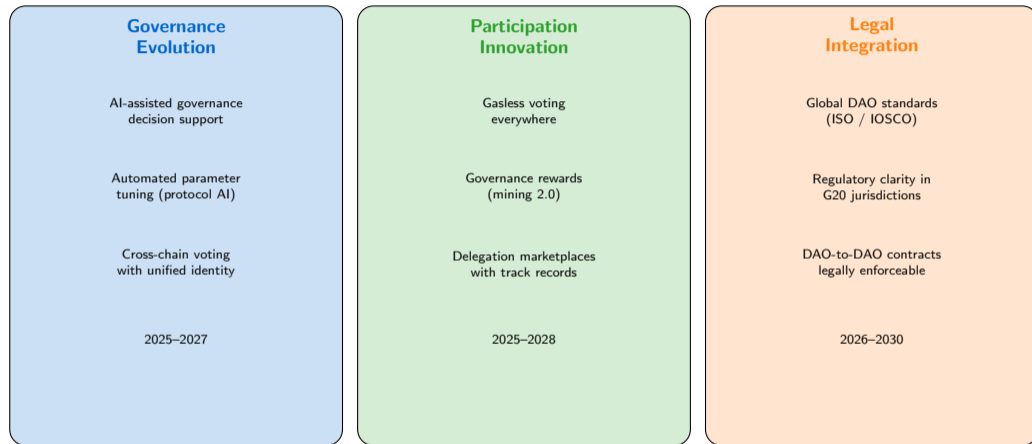 Governance
Evolution
AI-assisted governance
decision support
Automated parameter
tuning (protocol AI)
Cross-chain voting
with unified identity
2025–2027
Participation
Innovation
Gasless voting
everywhere
Governance rewards
(mining 2.0)
Delegation marketplaces
with track records
2025–2028
Legal
Integration
Global DAO standards
(ISO / IOSCO)
Regulatory clarity in
G20 jurisdictions
DAO-to-DAO contracts
legally enforceable
2026–2030